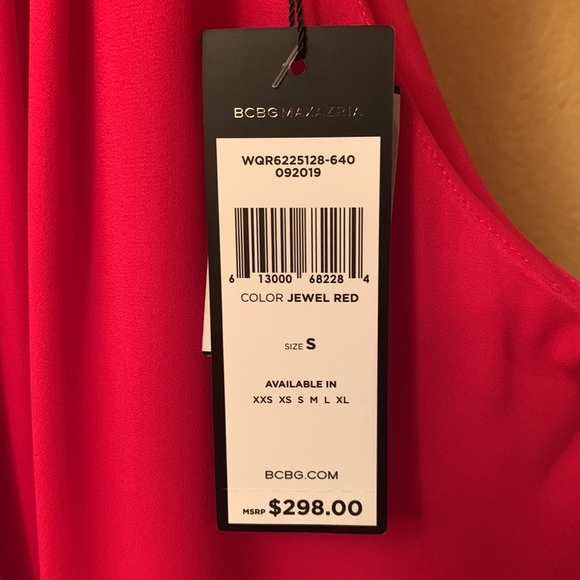 BCBGMAXAZRIA
WQR6225128-640
092019
6 13000 68228 4
COLOR JEWEL RED
SIZE S
AVAILABLE IN
XXS XS S M L XL
BCBG.COM
MSRP $298.00